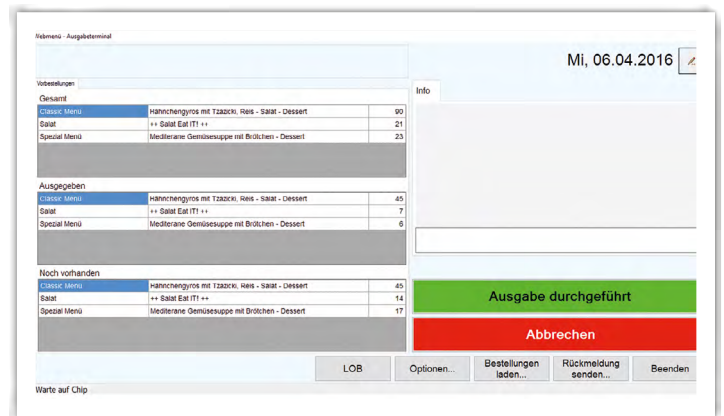 Webmenü - Ausgabeterminal
Mi, 06.04.2016
Vorbestellungen
Info
Gesamt
Classic Menü Hähnchengyros mit Tzazicki, Reis - Salat - Dessert 90
Salat ++ Salat Eat IT! ++ 21
Spezial Menü Mediterane Gemüsesuppe mit Brötchen - Dessert 23
Ausgegeben
Classic Menü Hähnchengyros mit Tzazicki, Reis - Salat - Dessert 45
Salat ++ Salat Eat IT! ++ 7
Spezial Menü Mediterane Gemüsesuppe mit Brötchen - Dessert 6
Noch vorhanden
Classic Menü Hähnchengyros mit Tzazicki, Reis - Salat - Dessert 45
Salat ++ Salat Eat IT! ++ 14
Spezial Menü Mediterane Gemüsesuppe mit Brötchen - Dessert 17
Ausgabe durchgeführt
Abbrechen
LOB
Optionen...
Bestellungen
laden...
Rückmeldung
senden...
Beenden
Warte auf Chip